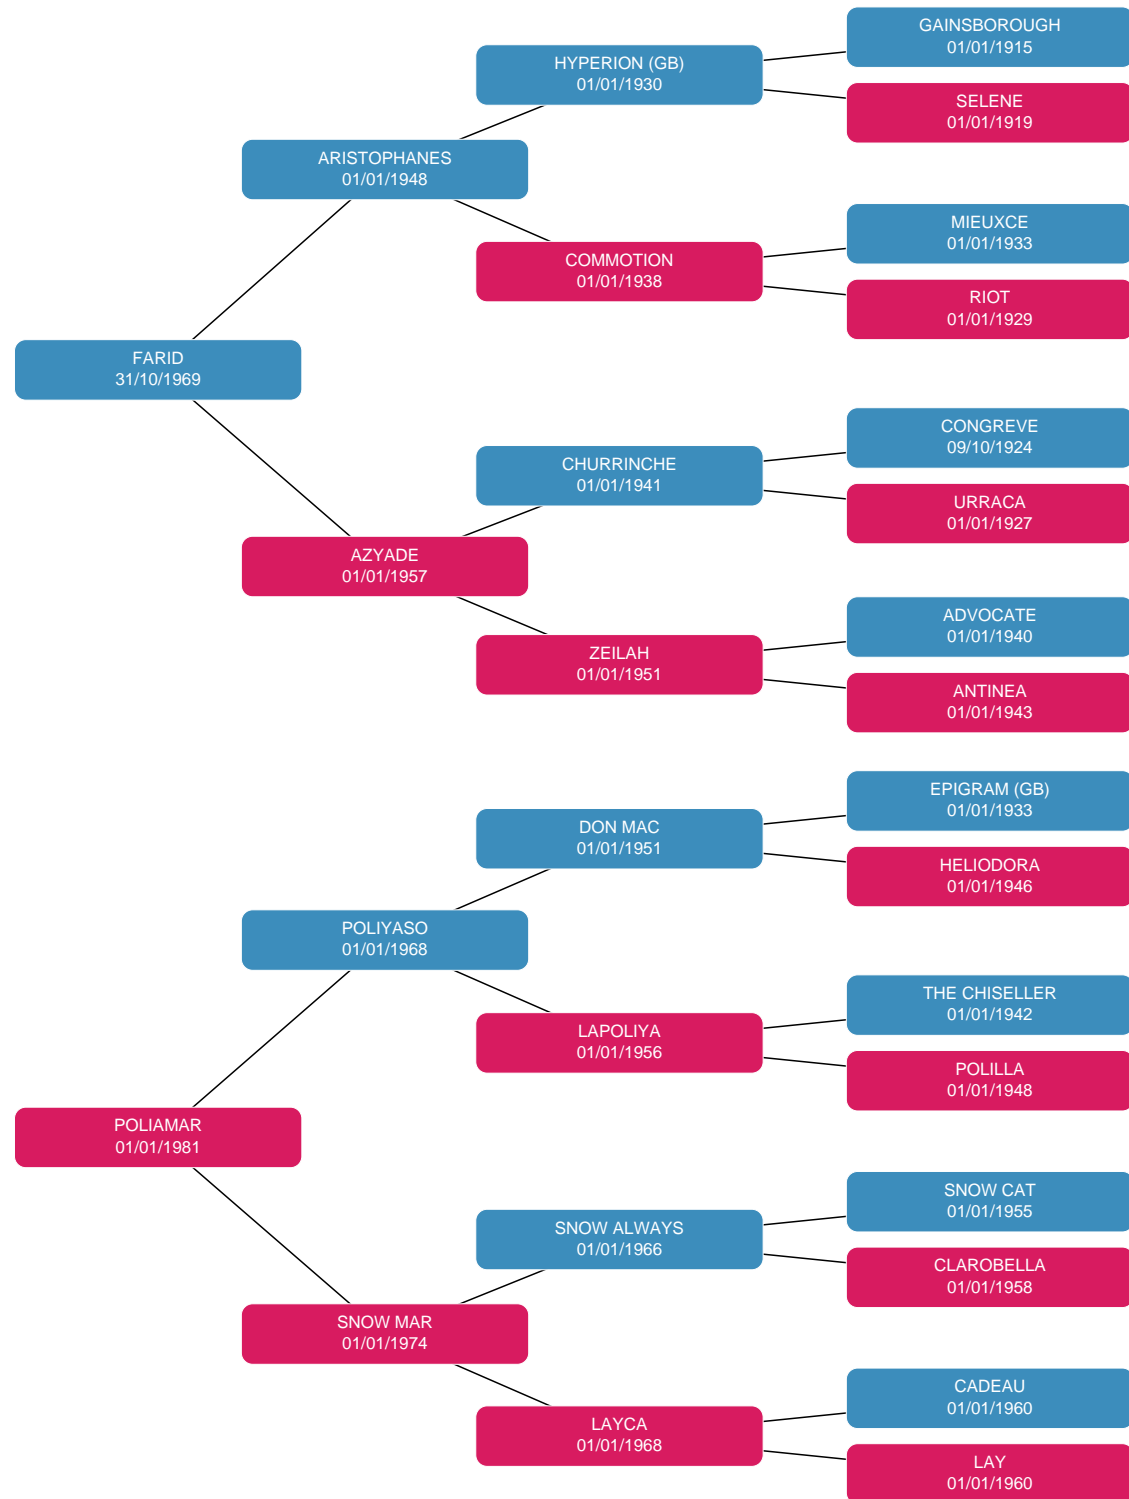 GAINSBOROUGH
01/01/1915
HYPERION (GB)
01/01/1930
SELENE
01/01/1919
ARISTOPHANES
01/01/1948
MIEUXCE
01/01/1933
COMMOTION
01/01/1938
RIOT
01/01/1929
FARID
31/10/1969
CONGREVE
09/10/1924
CHURRINCHE
01/01/1941
URRACA
01/01/1927
AZYADE
01/01/1957
ADVOCATE
01/01/1940
ZEILAH
01/01/1951
ANTINEA
01/01/1943
EPIGRAM (GB)
01/01/1933
DON MAC
01/01/1951
HELIODORA
01/01/1946
POLIYASO
01/01/1968
THE CHISELLER
01/01/1942
LAPOLIYA
01/01/1956
POLILLA
01/01/1948
POLIAMAR
01/01/1981
SNOW CAT
01/01/1955
SNOW ALWAYS
01/01/1966
CLAROBELLA
01/01/1958
SNOW MAR
01/01/1974
CADEAU
01/01/1960
LAYCA
01/01/1968
LAY
01/01/1960